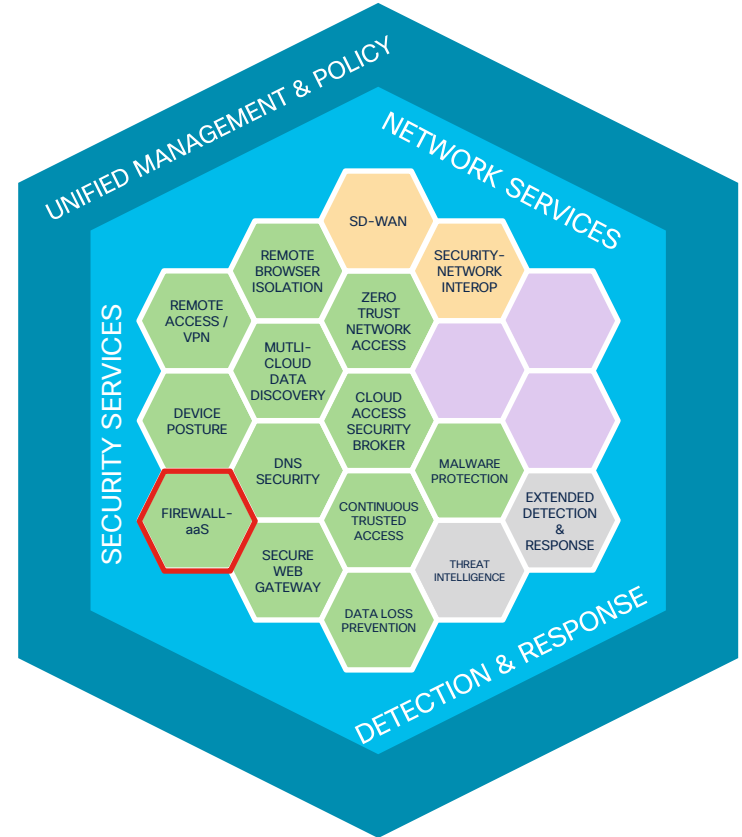 UNIFIED MANAGEMENT & POLICY
NETWORK SERVICES
SECURITY SERVICES
DETECTION & RESPONSE
SD-WAN
REMOTE
BROWSER
ISOLATION
SECURITY-
NETWORK
INTEROP
REMOTE
ACCESS /
VPN
ZERO
TRUST
NETWORK
ACCESS
MUTLI-
CLOUD
DATA
DISCOVERY
DEVICE
POSTURE
CLOUD
ACCESS
SECURITY
BROKER
DNS
SECURITY
MALWARE
PROTECTION
FIREWALL-
aaS
CONTINUOUS
TRUSTED
ACCESS
EXTENDED
DETECTION
&
RESPONSE
SECURE
WEB
GATEWAY
THREAT
INTELLIGENCE
DATA LOSS
PREVENTION